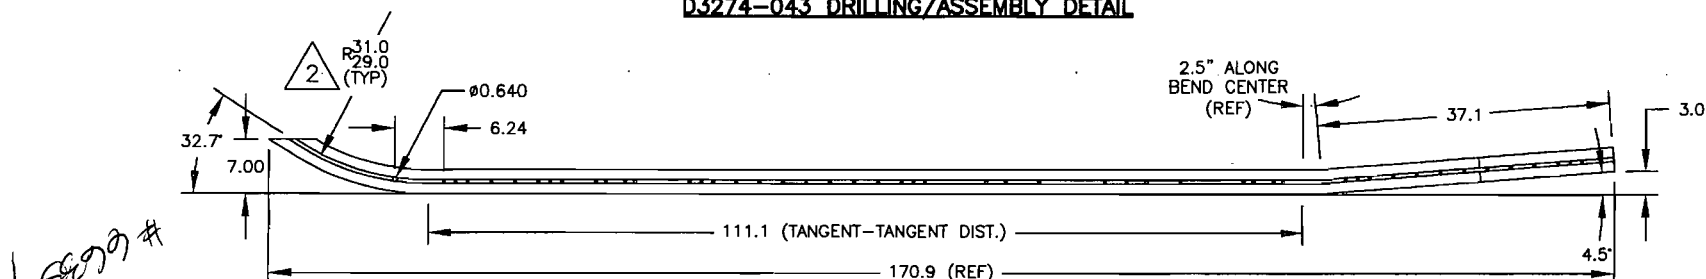 D3274-043 DRILLING/ASSEMBLY DETAIL
2
R31.0
29.0
(TYP)
ø0.640
6.24
32.7°
7.00
2.5" ALONG
BEND CENTER
(REF)
37.1
3.0
111.1 (TANGENT-TANGENT DIST.)
4.5°
170.9 (REF)